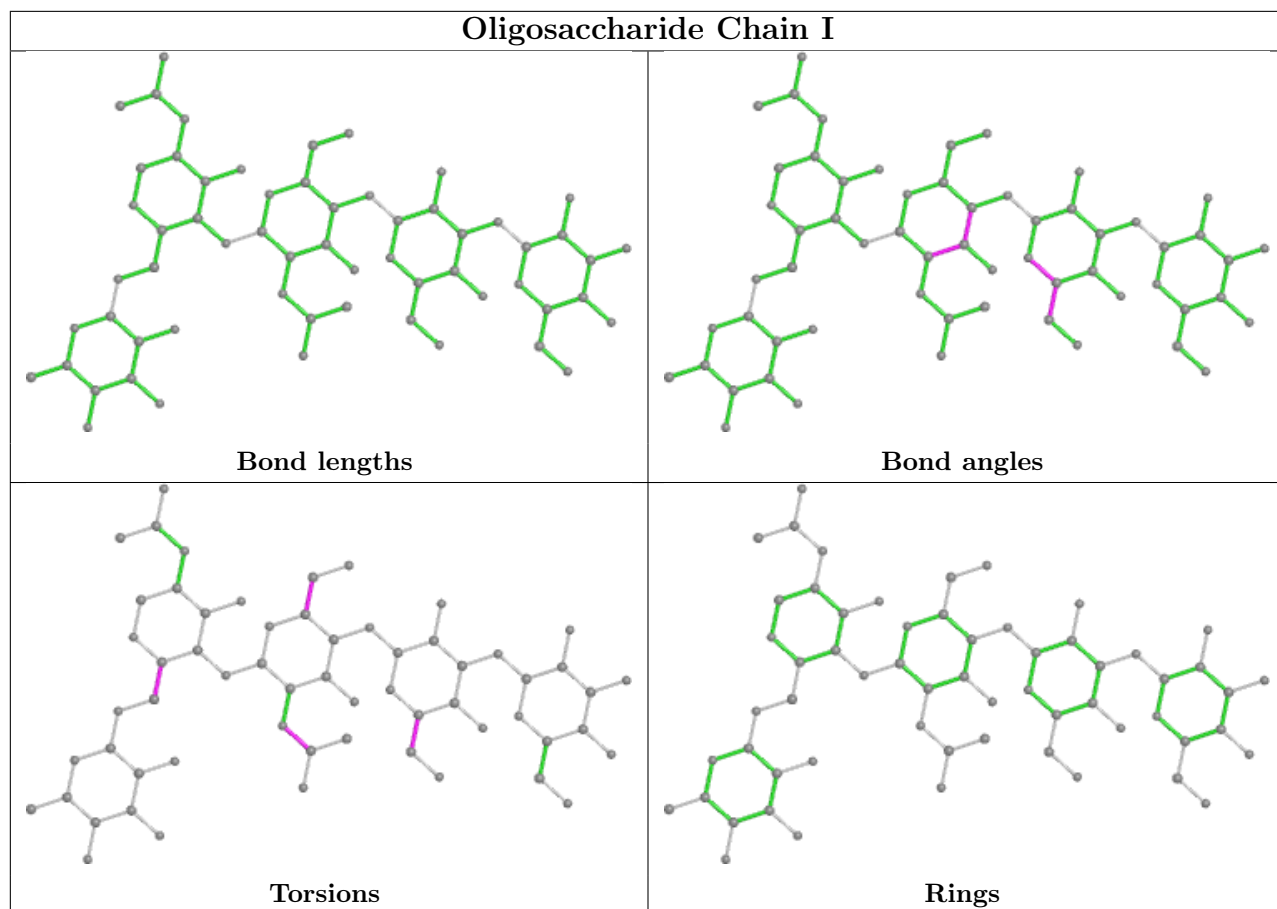 Oligosaccharide Chain I
Bond lengths
Bond angles
Torsions
Rings